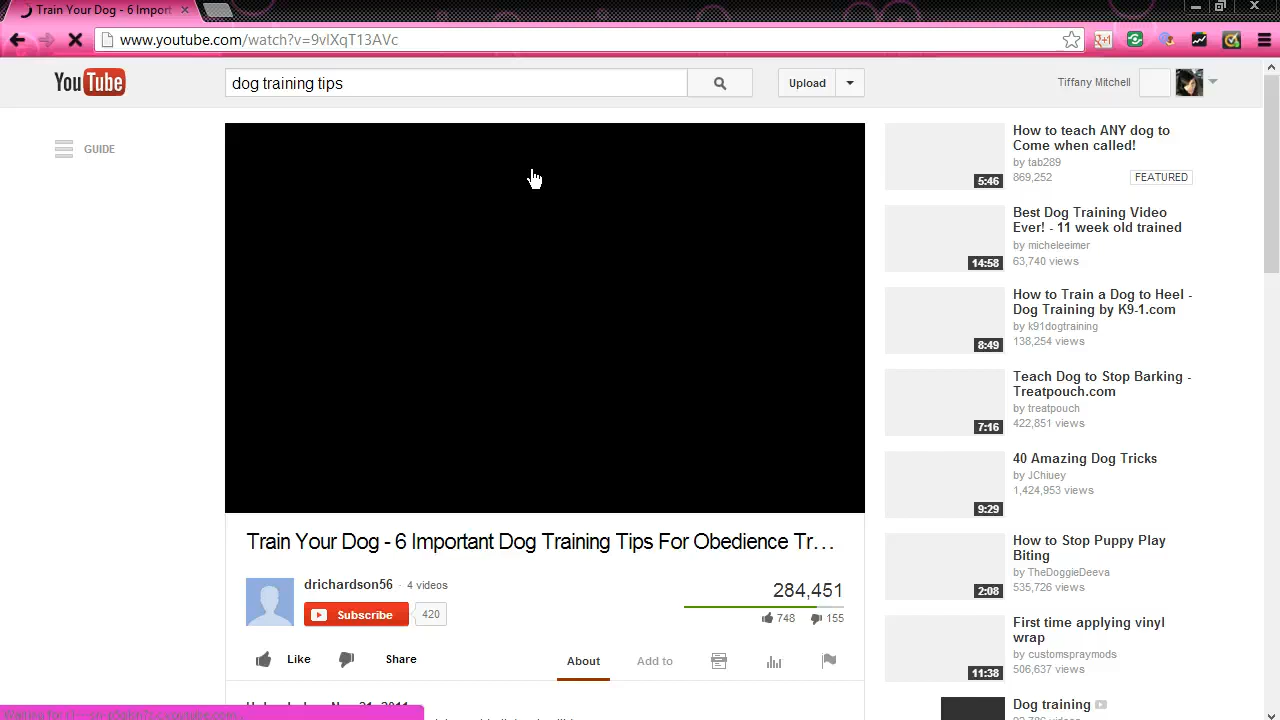 Train Your Dog - 6 Import
www.youtube.com/watch?v=9vlXqT13AVc
YouTube
dog training tips
Upload
Tiffany Mitchell
GUIDE
5:46
How to teach ANY dog to
Come when called!
by tab289
869,252
FEATURED
14:58
Best Dog Training Video
Ever! - 11 week old trained
by micheleeimer
63,740 views
8:49
How to Train a Dog to Heel -
Dog Training by K9-1.com
by k91dogtraining
138,254 views
7:16
Teach Dog to Stop Barking -
Treatpouch.com
by treatpouch
422,851 views
9:29
40 Amazing Dog Tricks
by JChiuey
1,424,953 views
2:08
How to Stop Puppy Play
Biting
by TheDoggieDeeva
535,726 views
11:38
First time applying vinyl
wrap
by customspraymods
506,637 views
Dog training
Train Your Dog - 6 Important Dog Training Tips For Obedience Tr...
drichardson56 · 4 videos
Subscribe
420
284,451
748
155
Like
Share
About
Add to